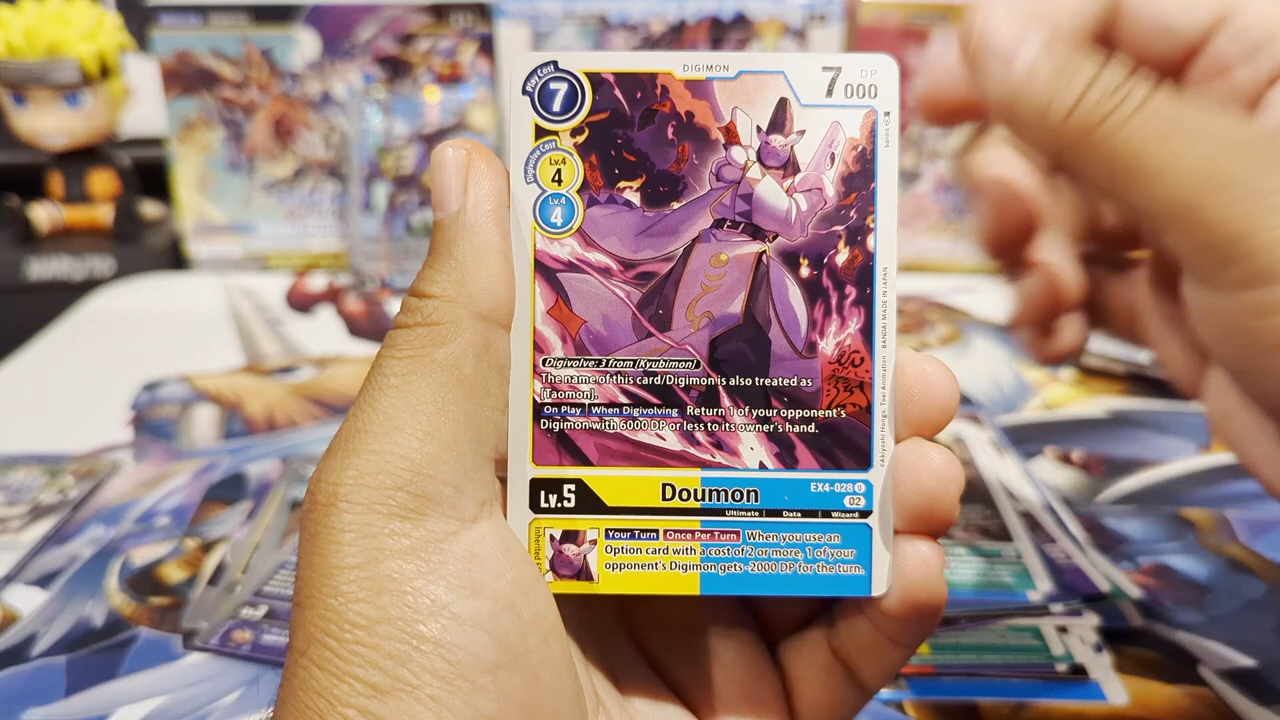 DIGIMON
Play Cost
7
7000
DP
Digivolve Cost
Lv.4
4
Lv.4
4
Digivolve: 3 from [Kyubimon]
The name of this card/Digimon is also treated as
[Taomon].
On Play When Digivolving Return 1 of your opponent's
Digimon with 6000 DP or less to its owner's hand.
©Akiyoshi Hongo, Toei Animation BANDAI MADE IN JAPAN
Lv.5
Doumon
EX4-028 U
02
Ultimate Data Wizard
Your Turn Once Per Turn When you use an
Option card with a cost of 2 or more, 1 of your
opponent's Digimon gets -2000 DP for the turn.